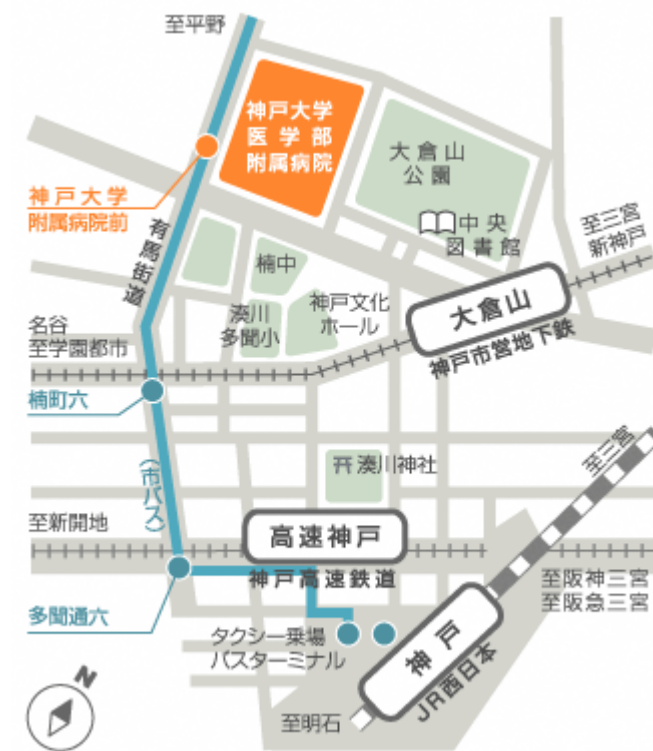 至平野
神戸大学
医学部
附属病院
大倉山
公園
神戸大学
附属病院前
中央
図書館
至三宮
新神戸
有馬街道
楠中
大倉山
神戸市営地下鉄
湊川
多聞小
神戸文化
ホール
名谷
至学園都市
楠町六
至三宮
湊川神社
(市バス)
至新開地
高速神戸
神戸高速鉄道
至阪神三宮
至阪急三宮
多聞通六
タクシー乗場
バスターミナル
神戸
JR西日本
至明石
N